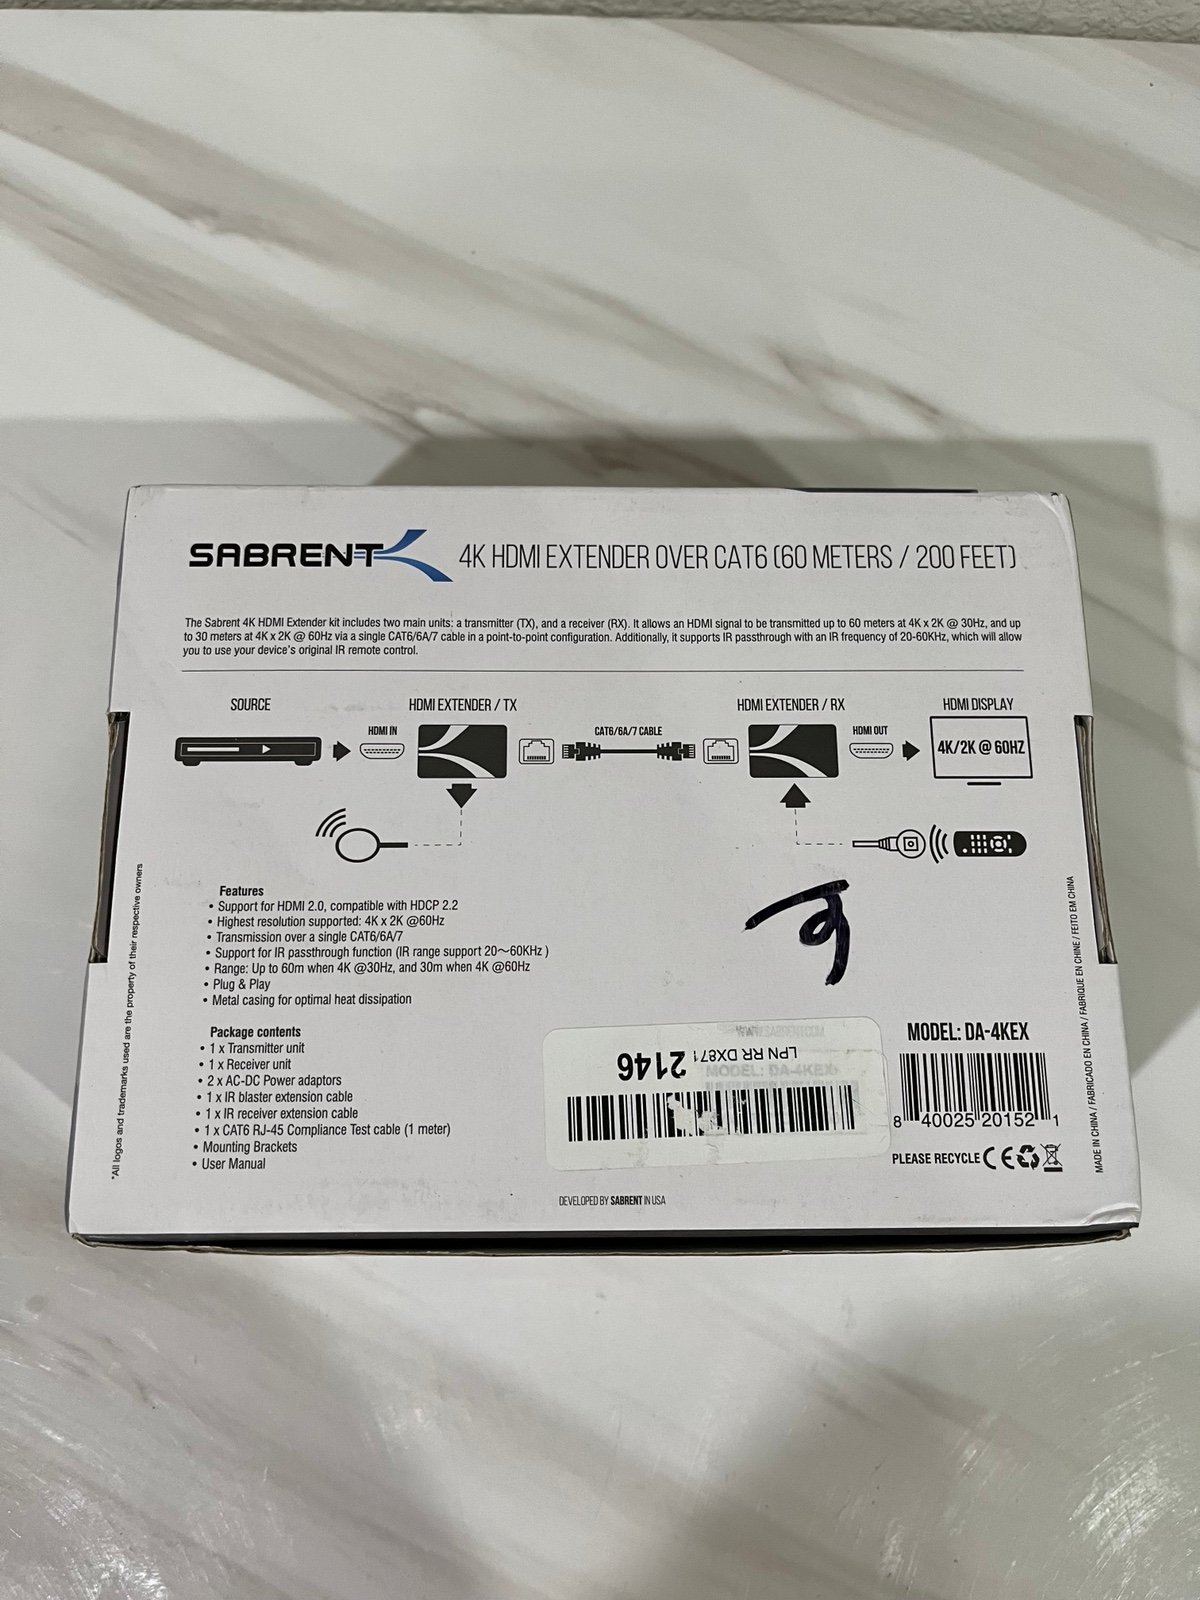 SABRENT
4K HDMI EXTENDER OVER CAT6 (60 METERS / 200 FEET)
The Sabrent 4K HDMI Extender kit includes two main units: a transmitter (TX), and a receiver (RX). It allows an HDMI signal to be transmitted up to 60 meters at 4K x 2K @ 30Hz, and up
to 30 meters at 4K x 2K @ 60Hz via a single CAT6/6A/7 cable in a point-to-point configuration. Additionally, it supports IR passthrough with an IR frequency of 20-60KHz, which will allow
you to use your device's original IR remote control.
SOURCE
HDMI EXTENDER / TX
HDMI EXTENDER / RX
HDMI DISPLAY
HDMI IN
CAT6/6A/7 CABLE
HDMI OUT
4K/2K @ 60HZ
Features
• Support for HDMI 2.0, compatible with HDCP 2.2
• Highest resolution supported: 4K x 2K @60Hz
• Transmission over a single CAT6/6A/7
• Support for IR passthrough function (IR range support 20～60KHz )
• Range: Up to 60m when 4K @30Hz, and 30m when 4K @60Hz
• Plug & Play
• Metal casing for optimal heat dissipation
Package contents
• 1 x Transmitter unit
• 1 x Receiver unit
• 2 x AC-DC Power adaptors
• 1 x IR blaster extension cable
• 1 x IR receiver extension cable
• 1 x CAT6 RJ-45 Compliance Test cable (1 meter)
• Mounting Brackets
• User Manual
*All logos and trademarks used are the property of their respective owners
WWW.SABRENT.COM
LPN RR DX8712146
MODEL: DA-4KEX
MODEL: DA-4KEX
8 40025 20152 1
PLEASE RECYCLE CE
DEVELOPED BY SABRENT IN USA
MADE IN CHINA / FABRICADO EN CHINA / FABRIQUE EN CHINE / FEITO EM CHINA